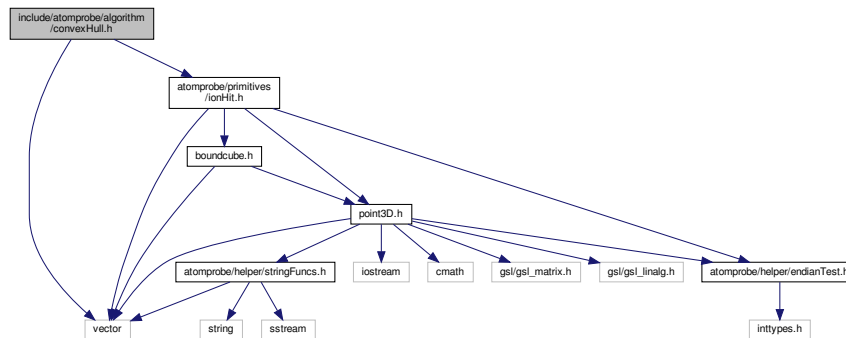 include/atomprobe/algorithm
/convexHull.h
atomprobe/primitives
/ionHit.h
boundcube.h
point3D.h
atomprobe/helper/stringFuncs.h
iostream
cmath
gsl/gsl_matrix.h
gsl/gsl_linalg.h
atomprobe/helper/endianTest.h
vector
string
sstream
inttypes.h